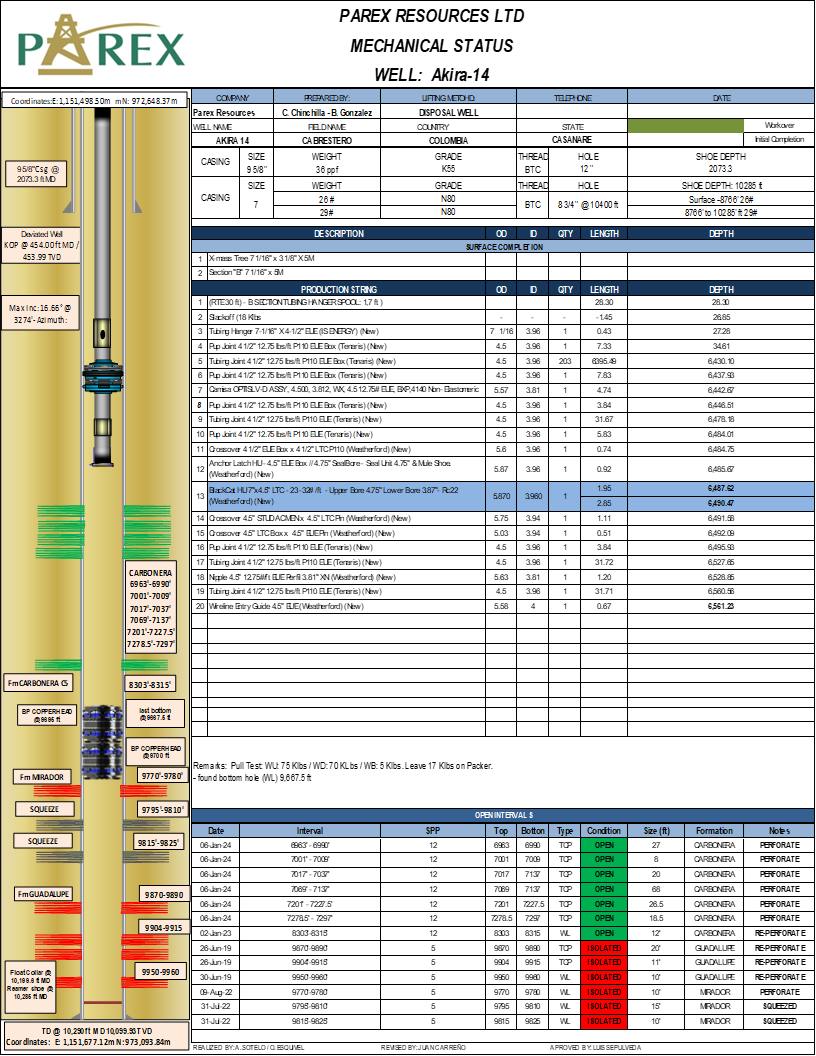 PAREX RESOURCES LTD
MECHANICAL STATUS
WELL: Akira-14
PAREX
Coordinates:E:1,151,498.50m mN: 972,648.37m
COMPANY PREPARED BY: LIFTING METOHD: TELEPHONE DATE
Parex Resources C. Chinchilla - B. Gonzalez DISPOSAL WELL
WELL NAME FIELD NAME COUNTRY STATE Workover
AKIRA 14 CABRESTERO COLOMBIA CASANARE Initial Completion
CASING SIZE WEIGHT GRADE THREAD HOLE SHOE DEPTH
9 5/8" 36 ppf K55 BTC 12 " 2073.3
CASING SIZE WEIGHT GRADE THREAD HOLE SHOE DEPTH: 10285 ft
7 26 # N80 BTC 8 3/4" @ 10400 ft Surface -8766' 26#
29# N80 8766' to 10285' ft 29#
DESCRIPTION OD ID QTY LENGTH DEPTH
SURFACE COMPLETION
1 X-mass Tree 7 1/16" x 3 1/8" X 5M
2 Section "B" 7 1/16" x 5M
PRODUCTION STRING OD ID QTY LENGTH DEPTH
1 (RTE 30 ft) - B SECTION TUBING HANGER SPOOL: 1,7 ft ) 28.30 28.30
2 Slackoff (18 Klbs - - - -1.45 26.85
3 Tubing Hanger 7-1/16" X 4-1/2" EUE (IS ENERGY) (New) 7 1/16 3.96 1 0.43 27.28
4 Pup Joint 4 1/2" 12.75 lbs/ft P110 EUE Box (Tenaris) (New) 4.5 3.96 1 7.33 34.61
5 Tubing Joint 4 1/2" 12.75 lbs/ft P110 EUE Box (Tenaris) (New) 4.5 3.96 203 6395.49 6,430.10
6 Pup Joint 4 1/2" 12.75 lbs/ft P110 EUE Box (Tenaris) (New) 4.5 3.96 1 7.83 6,437.93
7 Camisa OPTISLV-D ASSY, 4.500, 3.812, WX, 4.5 12.75# EUE, BXP,4140 Non- Elastomeric 5.57 3.81 1 4.74 6,442.67
8 Pup Joint 4 1/2" 12.75 lbs/ft P110 EUE Box (Tenaris) (New) 4.5 3.96 1 3.84 6,446.51
9 Tubing Joint 4 1/2" 12.75 lbs/ft P110 EUE (Tenaris) (New) 4.5 3.96 1 31.67 6,478.18
10 Pup Joint 4 1/2" 12.75 lbs/ft P110 EUE (Tenaris) (New) 4.5 3.96 1 5.83 6,484.01
11 Crossover 4 1/2" EUE Box x 4 1/2" LTC P110 (Weatherford) (New) 5.6 3.96 1 0.74 6,484.75
12 Anchor Latch HU - 4.5" EUE Box // 4.75" SealBore - Seal Unit 4.75" & Mule Shoe. (Weatherford) (New) 5.87 3.96 1 0.92 6,485.67
13 BlackCat HU 7"x4.5" LTC - 23-32# /ft - Upper Bore 4.75" Lower Bore 3.87"- Rc22 (Weatherford) (New) 5.870 3.960 1 1.95 6,487.62
2.85 6,490.47
14 Crossover 4.5" STUD ACMEN x 4.5" LTC Pin (Weatherford) (New) 5.75 3.94 1 1.11 6,491.58
15 Crossover 4.5" LTC Box x 4.5" EUE Pin (Weatherford) (New) 5.03 3.94 1 0.51 6,492.09
16 Pup Joint 4 1/2" 12.75 lbs/ft P110 EUE (Tenaris) (New) 4.5 3.96 1 3.84 6,495.93
17 Tubing Joint 4 1/2" 12.75 lbs/ft P110 EUE (Tenaris) (New) 4.5 3.96 1 31.72 6,527.65
18 Nipple 4.5" 12.75#/ft EUE Perfil 3.81" XN (Weatherford) (New) 5.63 3.81 1 1.20 6,528.85
19 Tubing Joint 4 1/2" 12.75 lbs/ft P110 EUE (Tenaris) (New) 4.5 3.96 1 31.71 6,560.56
20 Wireline Entry Guide 4.5" EUE (Weatherford) (New) 5.58 4 1 0.67 6,561.23
Remarks: Pull Test: WU: 75 Klbs / WD: 70 KLbs / WB: 5 Klbs. Leave 17 Klbs on Packer.
- found bottom hole (WL) 9,667.5 ft
OPEN INTERVALS
Date Interval SPP Top Botton Type Condition Size (ft) Formation Notes
06-Jan-24 6963' - 6990' 12 6963 6990 TCP OPEN 27 CARBONERA PERFORATE
06-Jan-24 7001' - 7009' 12 7001 7009 TCP OPEN 8 CARBONERA PERFORATE
06-Jan-24 7017' - 7037' 12 7017 7137 TCP OPEN 20 CARBONERA PERFORATE
06-Jan-24 7069' - 7137' 12 7069 7137 TCP OPEN 68 CARBONERA PERFORATE
06-Jan-24 7201' - 7227.5' 12 7201 7227.5 TCP OPEN 26.5 CARBONERA PERFORATE
06-Jan-24 7278.5' - 7297' 12 7278.5 7297 TCP OPEN 18.5 CARBONERA PERFORATE
02-Jan-23 8303'-8315' 12 8303 8315 WL OPEN 12' CARBONERA RE-PERFORATE
26-Jun-19 9870'-9890' 5 9870 9890 TCP ISOLATED 20' GUADALUPE RE-PERFORATE
26-Jun-19 9904'-9915' 5 9904 9915 TCP ISOLATED 11' GUADALUPE RE-PERFORATE
30-Jun-19 9950'-9960' 5 9950 9960 WL ISOLATED 10' GUADALUPE RE-PERFORATE
09-Aug-22 9770'-9780' 5 9770 9780 WL ISOLATED 10' MIRADOR PERFORATE
31-Jul-22 9795'-9810' 5 9795 9810 WL ISOLATED 15' MIRADOR SQUEEZED
31-Jul-22 9815'-9825' 5 9815 9825 WL ISOLATED 10' MIRADOR SQUEEZED
REALIZED BY: A. SOTELO / O. ESQUIVEL REVISED BY: JUAN CARREÑO APROVED BY: LUIS SEPULVEDA
9 5/8" Csg @
2073.3 ft MD
Deviated Well
KOP @ 454.00 ft MD /
453.99 TVD
Max Inc: 16.66° @
3274' - Azimuth:
CARBONERA
6963'-6990'
7001'-7009'
7017'-7037'
7069'-7137'
7201'-7227.5'
7278.5'-7297'
Fm CARBONERA C5
8303'-8315'
BP COPPERHEAD
@9695 ft
last bottom
@9667.5 ft
BP COPPERHEAD
@9700 ft
Fm MIRADOR
9770'-9780'
SQUEEZE
9795'-9810'
SQUEEZE
9815'-9825'
Fm GUADALUPE
9870-9890
9904-9915
9950-9960
Float Collar @
10,199.6 ft MD
Reamer shoe @
10,285 ft MD
TD @ 10,290 ft MD 10,099.93 TVD
Coordinates: E: 1,151,677.12m N: 973,093.84m